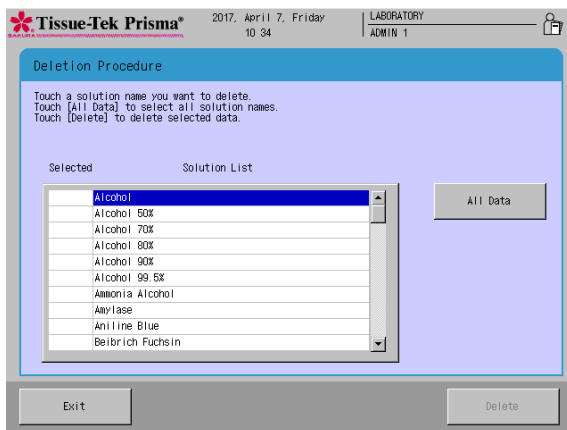 Tissue-Tek Prisma®
2017, April 7, Friday
10 34
LABORATORY
ADMIN 1
SAKURA
Deletion Procedure
Touch a solution name you want to delete.
Touch [All Data] to select all solution names.
Touch [Delete] to delete selected data.
Selected Solution List
Alcohol
Alcohol 50%
Alcohol 70%
Alcohol 80%
Alcohol 90%
Alcohol 99.5%
Ammonia Alcohol
Amylase
Aniline Blue
Beibrich Fuchsin
All Data
Exit
Delete